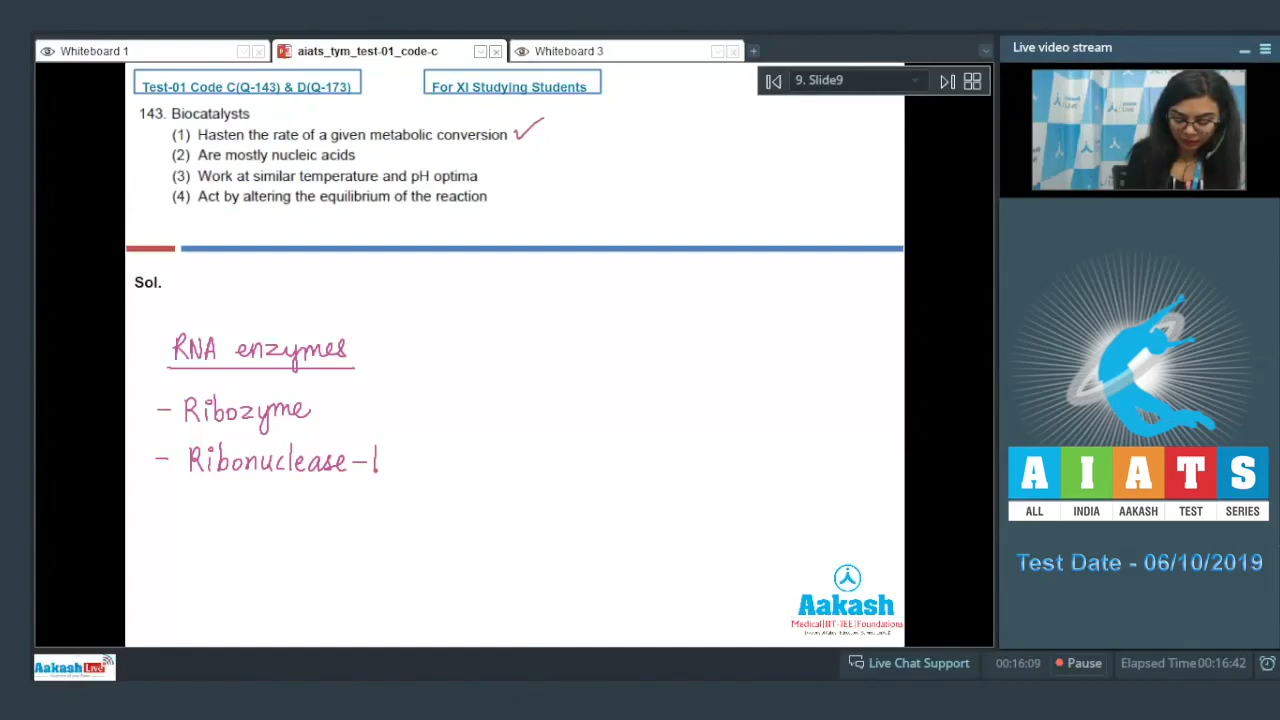 Whiteboard 1
aiats_tym_test-01_code-c
Whiteboard 3
Live video stream
Test-01 Code C(Q-143) & D(Q-173)
For XI Studying Students
9. Slide9
143. Biocatalysts
(1) Hasten the rate of a given metabolic conversion
(2) Are mostly nucleic acids
(3) Work at similar temperature and pH optima
(4) Act by altering the equilibrium of the reaction
Sol.
RNA enzymes
- Ribozyme
- Ribonuclease-
A I A T S
ALL INDIA AAKASH TEST SERIES
Test Date - 06/10/2019
Aakash
Medical|IIT-JEE|Foundations
Aakash Live
Live Chat Support
00:16:09
Pause
Elapsed Time 00:16:42